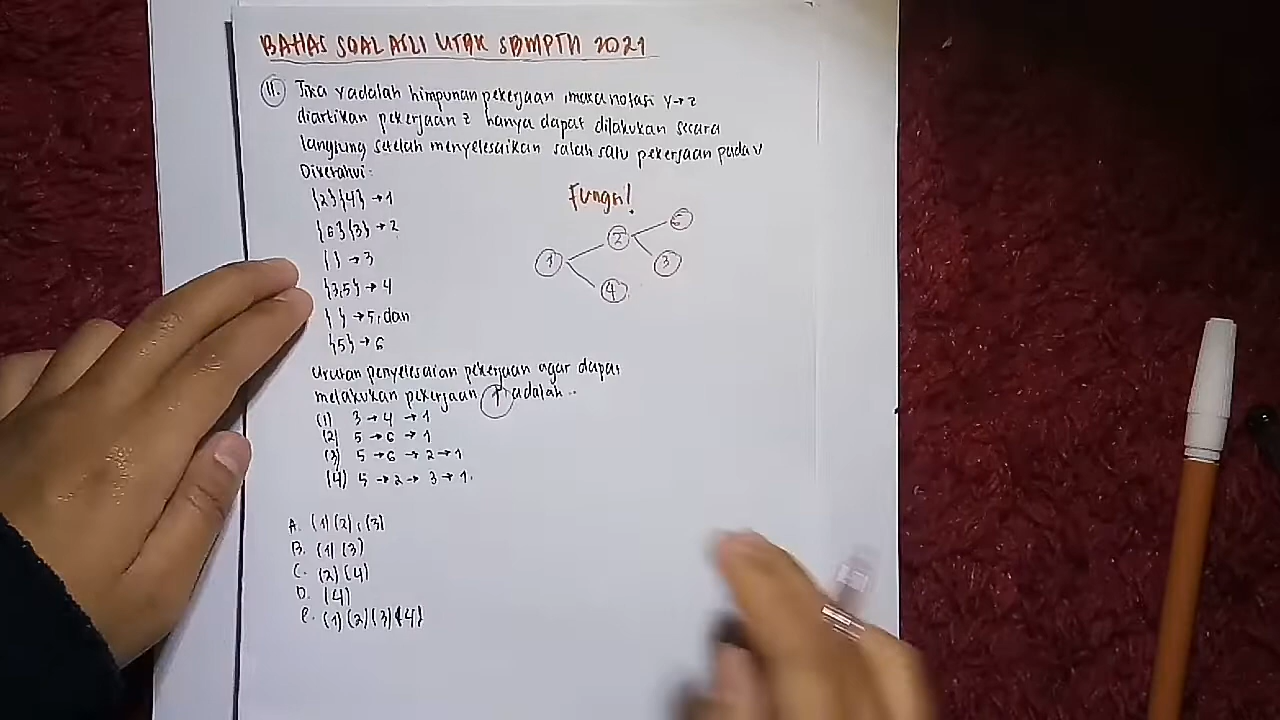 BAHAS SOAL ASLI UTBK SBMPTN 2021
11. Jika Y adalah himpunan pekerjaan maka notasi Y→Z
diartikan pekerjaan Z hanya dapat dilakukan secara
langsung setelah menyelesaikan salah satu pekerjaan pada Y
Diketahui:
{2}{4} →1
{6}{3} →2
{ } →3
{3,5} →4
{ } →5, dan
{5} →6
Fungsi!
2
3
1
4
Urutan penyelesaian pekerjaan agar dapat
melakukan pekerjaan 1 adalah..
(1) 3 →4 →1
(2) 5 →6 →1
(3) 5 →6 →2→1
(4) 5 →2→ 3→1.
A. (1)(2),(3)
B. (1)(3)
C. (2)(4)
D. (4)
E. (1)(2)(3)(4)